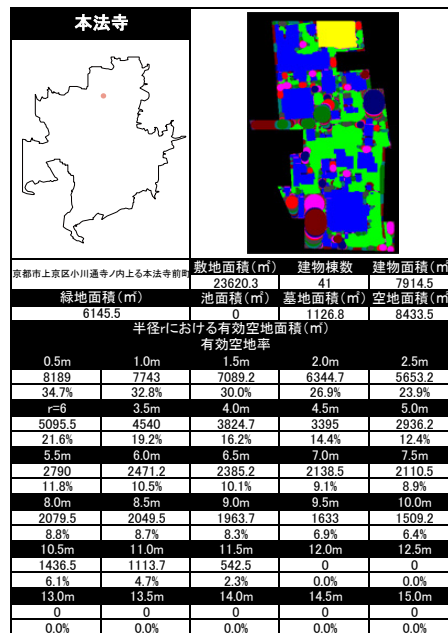 本法寺
京都市上京区小川通寺ノ内上る本法寺前町 敷地面積(㎡) 建物棟数 建物面積(㎡)
23620.3 41 7914.5
緑地面積(㎡) 池面積(㎡) 墓地面積(㎡) 空地面積(㎡)
6145.5 0 1126.8 8433.5
半径rにおける有効空地面積(㎡)
有効空地率
0.5m 1.0m 1.5m 2.0m 2.5m
8189 7743 7089.2 6344.7 5653.2
34.7% 32.8% 30.0% 26.9% 23.9%
r=6 3.5m 4.0m 4.5m 5.0m
5095.5 4540 3824.7 3395 2936.2
21.6% 19.2% 16.2% 14.4% 12.4%
5.5m 6.0m 6.5m 7.0m 7.5m
2790 2471.2 2385.2 2138.5 2110.5
11.8% 10.5% 10.1% 9.1% 8.9%
8.0m 8.5m 9.0m 9.5m 10.0m
2079.5 2049.5 1963.7 1633 1509.2
8.8% 8.7% 8.3% 6.9% 6.4%
10.5m 11.0m 11.5m 12.0m 12.5m
1436.5 1113.7 542.5 0 0
6.1% 4.7% 2.3% 0.0% 0.0%
13.0m 13.5m 14.0m 14.5m 15.0m
0 0 0 0 0
0.0% 0.0% 0.0% 0.0% 0.0%